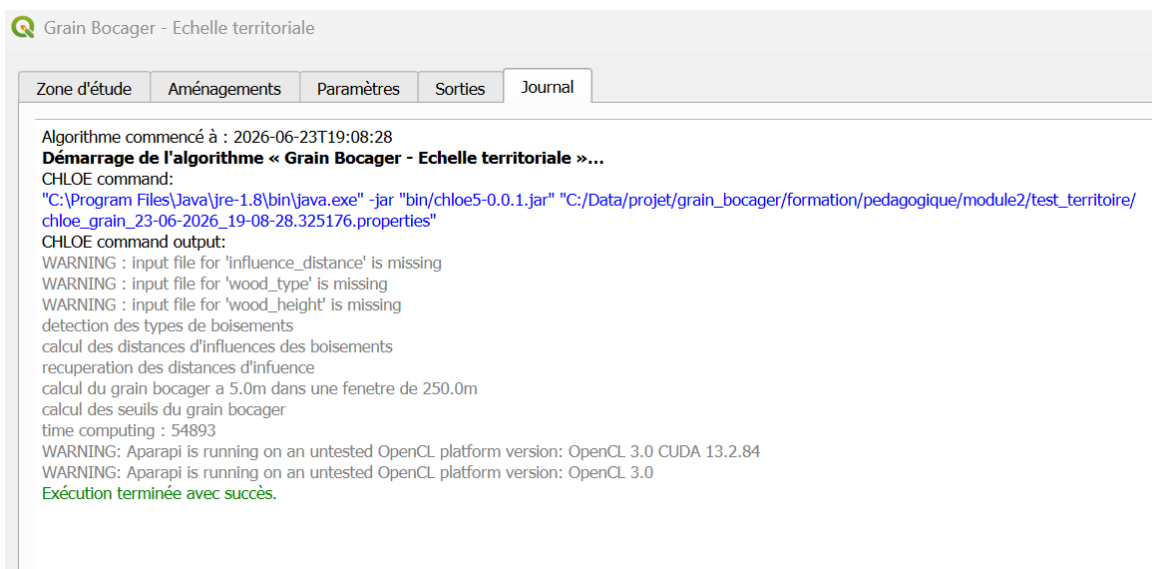 Grain Bocager - Echelle territoriale
Zone d'étude Aménagements Paramètres Sorties Journal
Algorithme commencé à : 2026-06-23T19:08:28
Démarrage de l'algorithme « Grain Bocager - Echelle territoriale »…
CHLOE command:
"C:\Program Files\Java\jre-1.8\bin\java.exe" -jar "bin/chloe5-0.0.1.jar" "C:/Data/projet/grain_bocager/formation/pedagogique/module2/test_territoire/
chloe_grain_23-06-2026_19-08-28.325176.properties"
CHLOE command output:
WARNING : input file for 'influence_distance' is missing
WARNING : input file for 'wood_type' is missing
WARNING : input file for 'wood_height' is missing
detection des types de boisements
calcul des distances d'influences des boisements
recuperation des distances d'infuence
calcul du grain bocager a 5.0m dans une fenetre de 250.0m
calcul des seuils du grain bocager
time computing : 54893
WARNING: Aparapi is running on an untested OpenCL platform version: OpenCL 3.0 CUDA 13.2.84
WARNING: Aparapi is running on an untested OpenCL platform version: OpenCL 3.0
Exécution terminée avec succès.